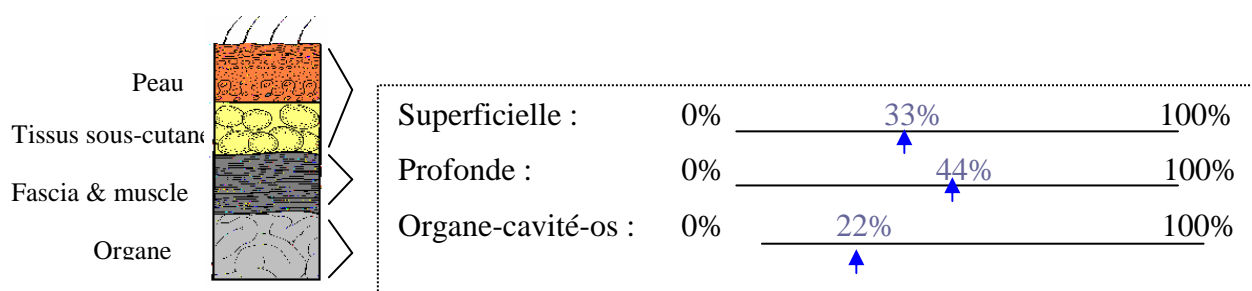 Peau
Tissus sous-cutané
Fascia & muscle
Organe
Superficielle : 0% 33% 100%
Profonde : 0% 44% 100%
Organe-cavité-os : 0% 22% 100%